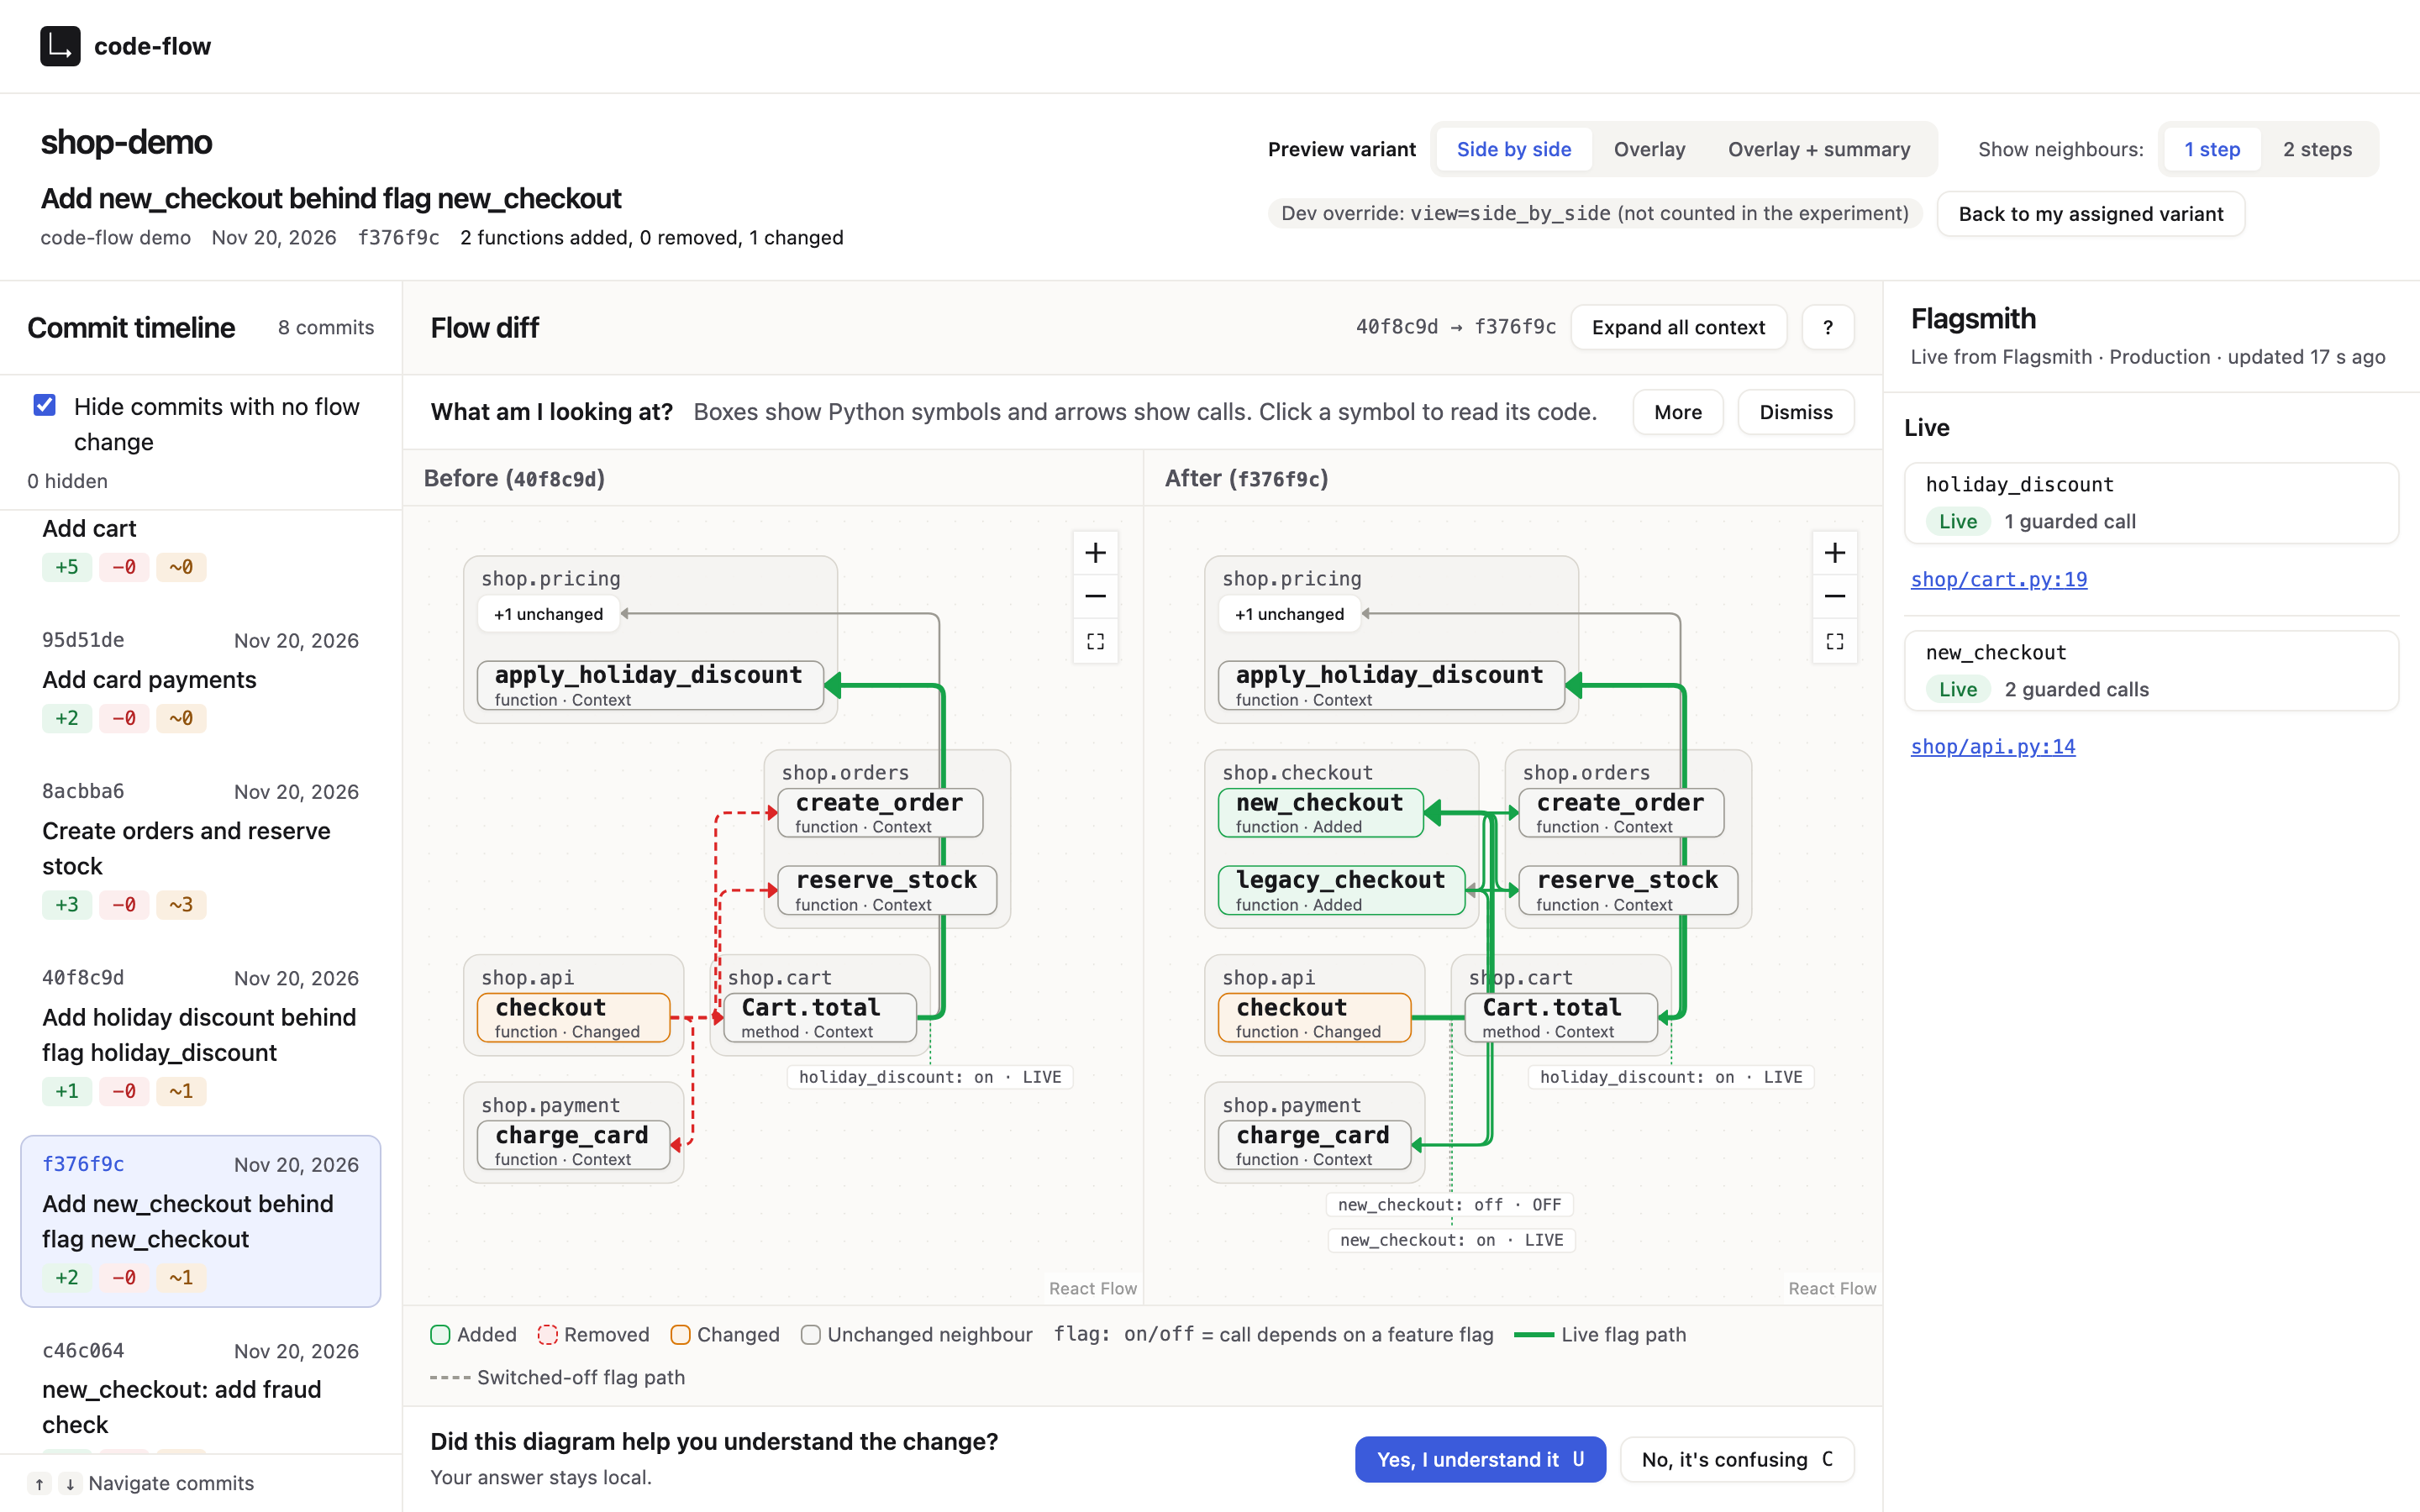 code-flow
shop-demo
Add new_checkout behind flag new_checkout
code-flow demo Nov 20, 2026 f376f9c 2 functions added, 0 removed, 1 changed
Preview variant Side by side Overlay Overlay + summary Show neighbours: 1 step 2 steps
Dev override: view=side_by_side (not counted in the experiment) Back to my assigned variant
Commit timeline 8 commits
Hide commits with no flow
change
0 hidden
Add cart
+5 −0 ~0
95d51de Nov 20, 2026
Add card payments
+2 −0 ~0
8acbba6 Nov 20, 2026
Create orders and reserve
stock
+3 −0 ~3
40f8c9d Nov 20, 2026
Add holiday discount behind
flag holiday_discount
+1 −0 ~1
f376f9c Nov 20, 2026
Add new_checkout behind
flag new_checkout
+2 −0 ~1
c46c064 Nov 20, 2026
new_checkout: add fraud
check
↑ ↓ Navigate commits
Flow diff 40f8c9d → f376f9c Expand all context ?
What am I looking at? Boxes show Python symbols and arrows show calls. Click a symbol to read its code. More Dismiss
Before (40f8c9d)
shop.pricing
+1 unchanged
apply_holiday_discount
function · Context
shop.orders
create_order
function · Context
reserve_stock
function · Context
shop.api
checkout
function · Changed
shop.cart
Cart.total
method · Context
holiday_discount: on · LIVE
shop.payment
charge_card
function · Context
React Flow
After (f376f9c)
shop.pricing
+1 unchanged
apply_holiday_discount
function · Context
shop.checkout
new_checkout
function · Added
legacy_checkout
function · Added
shop.orders
create_order
function · Context
reserve_stock
function · Context
shop.api
checkout
function · Changed
shop.cart
Cart.total
method · Context
holiday_discount: on · LIVE
shop.payment
charge_card
function · Context
new_checkout: off · OFF
new_checkout: on · LIVE
React Flow
Added Removed Changed Unchanged neighbour flag: on/off = call depends on a feature flag Live flag path
Switched-off flag path
Did this diagram help you understand the change?
Your answer stays local.
Yes, I understand it U No, it's confusing C
Flagsmith
Live from Flagsmith · Production · updated 17 s ago
Live
holiday_discount
Live 1 guarded call
shop/cart.py:19
new_checkout
Live 2 guarded calls
shop/api.py:14